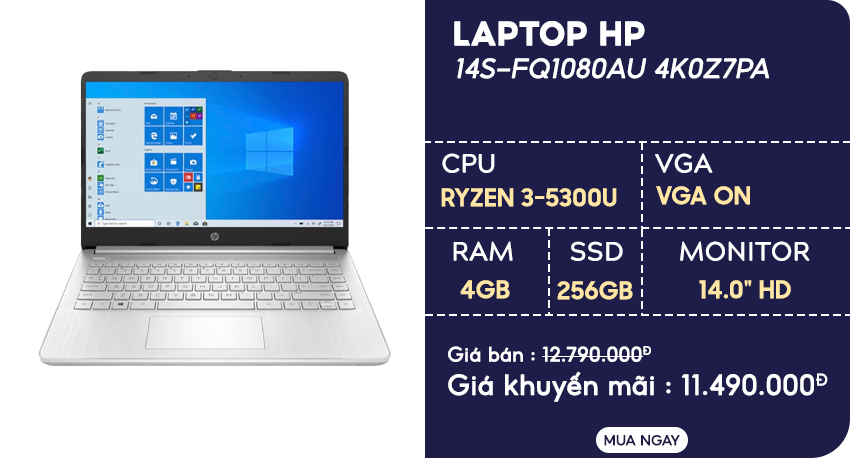 LAPTOP HP
14S-FQ1080AU 4K0Z7PA
CPU
RYZEN 3-5300U
VGA
VGA ON
RAM
4GB
SSD
256GB
MONITOR
14.0" HD
Giá bán : 12.790.000Đ
Giá khuyến mãi : 11.490.000Đ
MUA NGAY
hp